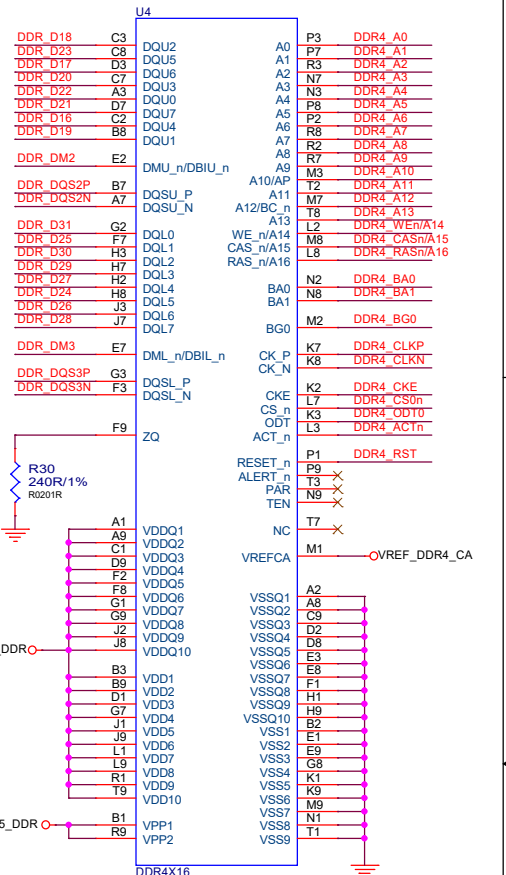 U4
DDR_D18 C3 DQU2 A0 P3 DDR4_A0
DDR_D23 C8 DQU5 A1 P7 DDR4_A1
DDR_D17 D3 DQU6 A2 R3 DDR4_A2
DDR_D20 C7 DQU3 A3 N7 DDR4_A3
DDR_D22 A3 DQU0 A4 N3 DDR4_A4
DDR_D21 D7 DQU7 A5 P8 DDR4_A5
DDR_D16 C2 DQU4 A6 P2 DDR4_A6
DDR_D19 B8 DQU1 A7 R8 DDR4_A7
A8 R2 DDR4_A8
DDR_DM2 E2 DMU_n/DBIU_n A9 R7 DDR4_A9
A10/AP M3 DDR4_A10
DDR_DQS2P B7 DQSU_P A11 T2 DDR4_A11
DDR_DQS2N A7 DQSU_N A12/BC_n M7 DDR4_A12
A13 T8 DDR4_A13
DDR_D31 G2 DQL0 WE_n/A14 L2 DDR4_WEn/A14
DDR_D25 F7 DQL1 CAS_n/A15 M8 DDR4_CASn/A15
DDR_D30 H3 DQL2 RAS_n/A16 L8 DDR4_RASn/A16
DDR_D29 H7 DQL3
DDR_D27 H2 DQL4 BA0 N2 DDR4_BA0
DDR_D24 H8 DQL5 BA1 N8 DDR4_BA1
DDR_D26 J3 DQL6
DDR_D28 J7 DQL7 BG0 M2 DDR4_BG0
DDR_DM3 E7 DML_n/DBIL_n CK_P K7 DDR4_CLKP
CK_N K8 DDR4_CLKN
DDR_DQS3P G3 DQSL_P
DDR_DQS3N F3 DQSL_N CKE K2 DDR4_CKE
CS_n L7 DDR4_CS0n
ODT K3 DDR4_ODT0
F9 ZQ ACT_n L3 DDR4_ACTn
RESET_n P1 DDR4_RST
R30 ALERT_n P9
240R/1% PAR T3
R0201R TEN N9
A1 VDDQ1 NC T7
A9 VDDQ2
C1 VDDQ3 VREFCA M1 VREF_DDR4_CA
D9 VDDQ4
F2 VDDQ5
F8 VDDQ6 VSSQ1 A2
G1 VDDQ7 VSSQ2 A8
G9 VDDQ8 VSSQ3 C9
J2 VDDQ9 VSSQ4 D2
_DDR J8 VDDQ10 VSSQ5 D8
VSSQ6 E3
B3 VDD1 VSSQ7 E8
B9 VDD2 VSSQ8 F1
D1 VDD3 VSSQ9 H1
G7 VDD4 VSSQ10 H9
J1 VDD5 VSS1 B2
J9 VDD6 VSS2 E1
L1 VDD7 VSS3 E9
L9 VDD8 VSS4 G8
R1 VDD9 VSS5 K1
T9 VDD10 VSS6 K9
VSS7 M9
5_DDR B1 VPP1 VSS8 N1
R9 VPP2 VSS9 T1
DDR4X16